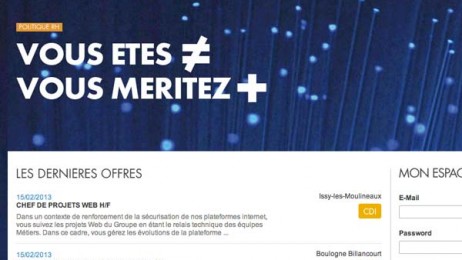 POLITIQUE RH
VOUS ETES ≠
VOUS MERITEZ +
LES DERNIERES OFFRES
15/02/2013
CHEF DE PROJETS WEB H/F
Issy-les-Moulineaux
CDI
Dans un contexte de renforcement de la sécurisation de nos plateformes internet,
vous suivez les projets Web du Groupe en étant le relais technique des équipes
Métiers. Dans ce cadre, vous gérez les évolutions de la plateforme ...
15/02/2013
Boulogne Billancourt
MON ESPAC
E-Mail
Password